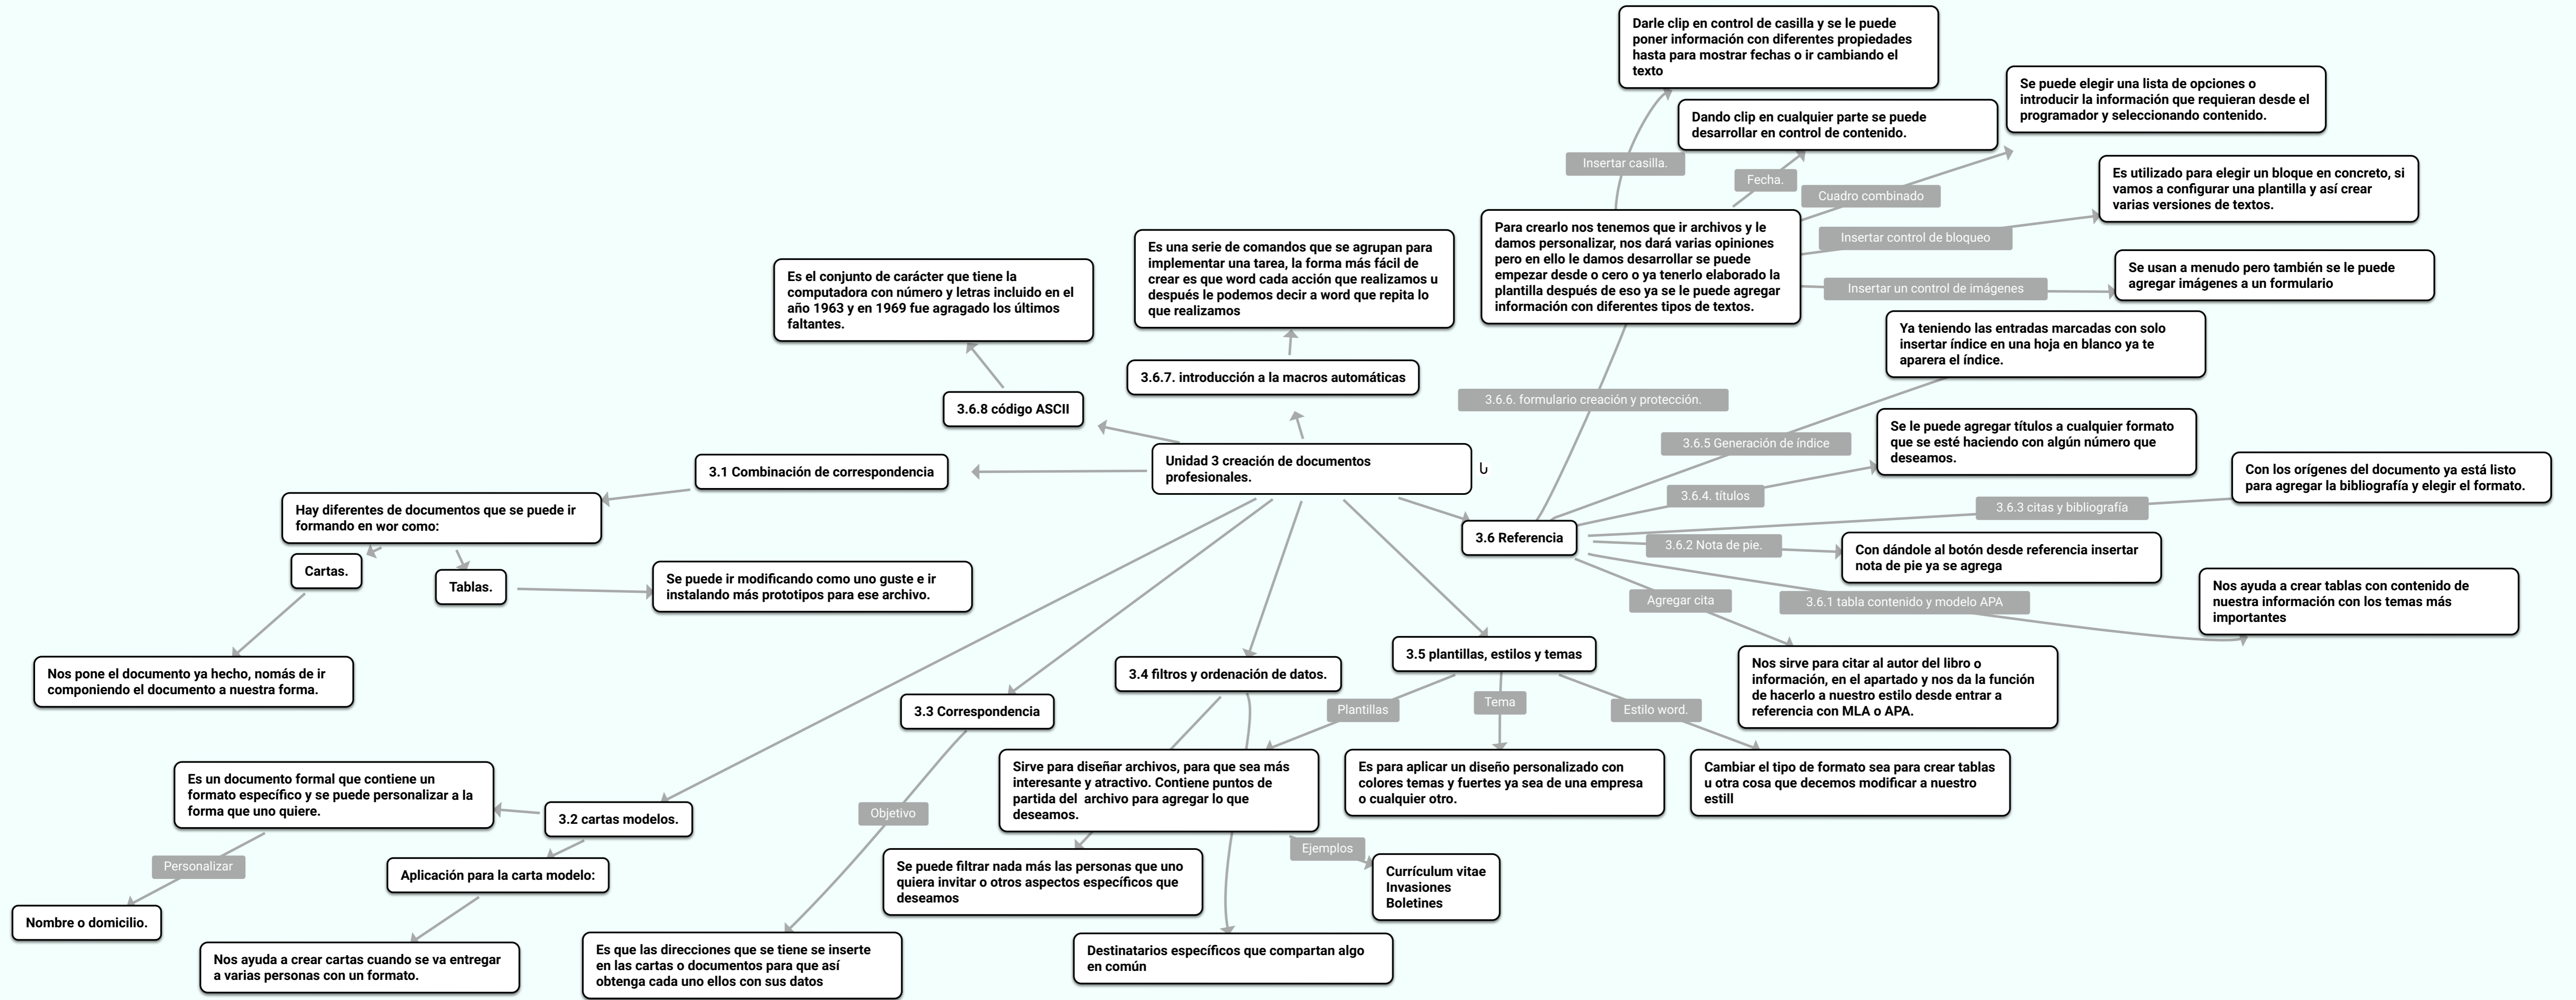 Darle clip en control de casilla y se le puede
poner información con diferentes propiedades
hasta para mostrar fechas o ir cambiando el
texto
Se puede elegir una lista de opciones o
introducir la información que requieran desde el
programador y seleccionando contenido.
Dando clip en cualquier parte se puede
desarrollar en control de contenido.
Insertar casilla.
Fecha.
Cuadro combinado
Es utilizado para elegir un bloque en concreto, si
vamos a configurar una plantilla y así crear
varias versiones de textos.
Para crearlo nos tenemos que ir archivos y le
damos personalizar, nos dará varias opiniones
pero en ello le damos desarrollar se puede
empezar desde o cero o ya tenerlo elaborado la
plantilla después de eso ya se le puede agregar
información con diferentes tipos de textos.
Insertar control de bloqueo
Se usan a menudo pero también se le puede
agregar imágenes a un formulario
Insertar un control de imágenes
Es una serie de comandos que se agrupan para
implementar una tarea, la forma más fácil de
crear es que word cada acción que realizamos u
después le podemos decir a word que repita lo
que realizamos
Es el conjunto de carácter que tiene la
computadora con número y letras incluido en el
año 1963 y en 1969 fue agragado los últimos
faltantes.
Ya teniendo las entradas marcadas con solo
insertar índice en una hoja en blanco ya te
aparera el índice.
3.6.7. introducción a la macros automáticas
3.6.8 código ASCII
3.6.6. formulario creación y protección.
3.6.5 Generación de índice
Se le puede agregar títulos a cualquier formato
que se esté haciendo con algún número que
deseamos.
3.1 Combinación de correspondencia
Unidad 3 creación de documentos
profesionales.
3.6.4. títulos
Con los orígenes del documento ya está listo
para agregar la bibliografía y elegir el formato.
3.6.3 citas y bibliografía
Hay diferentes de documentos que se puede ir
formando en wor como:
3.6 Referencia
3.6.2 Nota de pie.
Con dándole al botón desde referencia insertar
nota de pie ya se agrega
Cartas.
Tablas.
Se puede ir modificando como uno guste e ir
instalando más prototipos para ese archivo.
Agregar cita
3.6.1 tabla contenido y modelo APA
Nos ayuda a crear tablas con contenido de
nuestra información con los temas más
importantes
Nos pone el documento ya hecho, nomás de ir
componiendo el documento a nuestra forma.
3.4 filtros y ordenación de datos.
3.5 plantillas, estilos y temas
Nos sirve para citar al autor del libro o
información, en el apartado y nos da la función
de hacerlo a nuestro estilo desde entrar a
referencia con MLA o APA.
3.3 Correspondencia
Plantillas
Tema
Estilo word.
Es un documento formal que contiene un
formato específico y se puede personalizar a la
forma que uno quiere.
3.2 cartas modelos.
Objetivo
Sirve para diseñar archivos, para que sea más
interesante y atractivo. Contiene puntos de
partida del archivo para agregar lo que
deseamos.
Es para aplicar un diseño personalizado con
colores temas y fuertes ya sea de una empresa
o cualquier otro.
Cambiar el tipo de formato sea para crear tablas
u otra cosa que decemos modificar a nuestro
estill
Personalizar
Aplicación para la carta modelo:
Ejemplos
Se puede filtrar nada más las personas que uno
quiera invitar o otros aspectos específicos que
deseamos
Currículum vitae
Invasiones
Boletines
Nombre o domicilio.
Nos ayuda a crear cartas cuando se va entregar
a varias personas con un formato.
Es que las direcciones que se tiene se inserte
en las cartas o documentos para que así
obtenga cada uno ellos con sus datos
Destinatarios específicos que compartan algo
en común